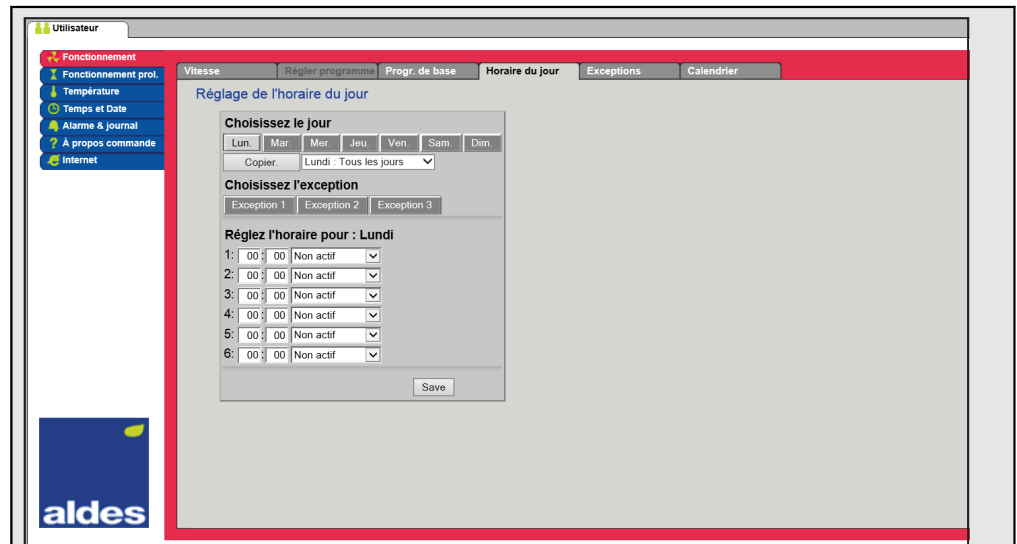 Utilisateur
Fonctionnement
Fonctionnement prol.
Température
Temps et Date
Alarme & journal
À propos commande
Internet
Vitesse
Régler programme
Progr. de base
Horaire du jour
Exceptions
Calendrier
Réglage de l'horaire du jour
Choisissez le jour
Lun. Mar. Mer. Jeu. Ven. Sam. Dim.
Copier. Lundi : Tous les jours
Choisissez l'exception
Exception 1 Exception 2 Exception 3
Réglez l'horaire pour : Lundi
1: 00 : 00 Non actif
2: 00 : 00 Non actif
3: 00 : 00 Non actif
4: 00 : 00 Non actif
5: 00 : 00 Non actif
6: 00 : 00 Non actif
Save
aldes